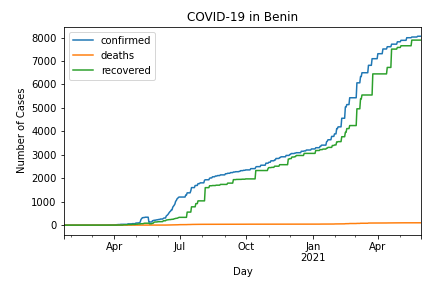 COVID-19 in Benin
confirmed
deaths
recovered
Number of Cases
8000
7000
6000
5000
4000
3000
2000
1000
0
Apr Jul Oct Jan Apr
2021
Day